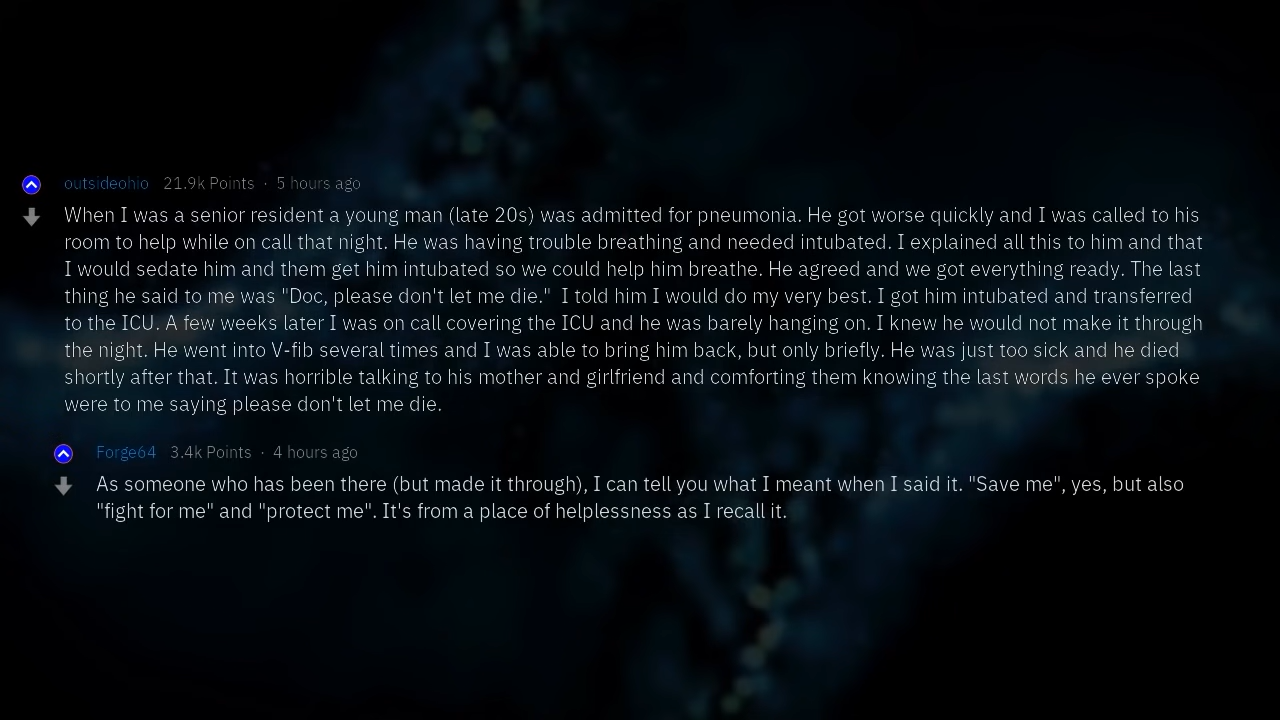 outsideohio 21.9k Points · 5 hours ago
When I was a senior resident a young man (late 20s) was admitted for pneumonia. He got worse quickly and I was called to his
room to help while on call that night. He was having trouble breathing and needed intubated. I explained all this to him and that
I would sedate him and them get him intubated so we could help him breathe. He agreed and we got everything ready. The last
thing he said to me was "Doc, please don't let me die."  I told him I would do my very best. I got him intubated and transferred
to the ICU. A few weeks later I was on call covering the ICU and he was barely hanging on. I knew he would not make it through
the night. He went into V-fib several times and I was able to bring him back, but only briefly. He was just too sick and he died
shortly after that. It was horrible talking to his mother and girlfriend and comforting them knowing the last words he ever spoke
were to me saying please don't let me die.
Forge64 3.4k Points · 4 hours ago
As someone who has been there (but made it through), I can tell you what I meant when I said it. "Save me", yes, but also
"fight for me" and "protect me". It's from a place of helplessness as I recall it.